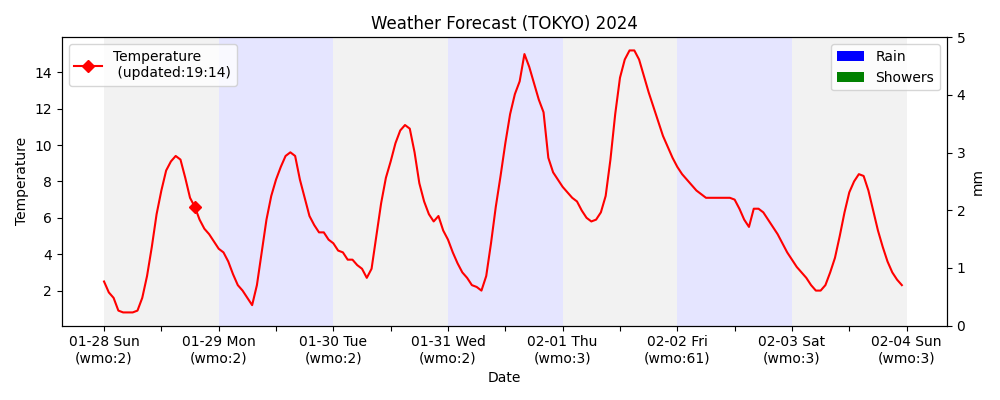 Weather Forecast (TOKYO) 2024
Temperature
(updated:19:14)
Rain
Showers
Temperature
14
12
10
8
6
4
2
5
4
3
2
1
0
mm
01-28 Sun
(wmo:2)
01-29 Mon
(wmo:2)
01-30 Tue
(wmo:2)
01-31 Wed
(wmo:2)
02-01 Thu
(wmo:3)
02-02 Fri
(wmo:61)
02-03 Sat
(wmo:3)
02-04 Sun
(wmo:3)
Date